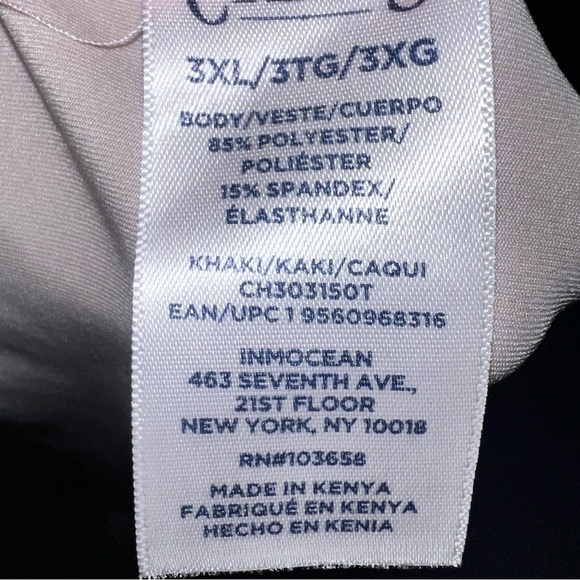 3XL/3TG/3XG
BODY/VESTE/CUERPO
85% POLYESTER/
POLIÉSTER
15% SPANDEX/
ÉLASTHANNE
KHAKI/KAKI/CAQUI
CH303150T
EAN/UPC 1 9560968316
INMOCEAN
463 SEVENTH AVE.,
21ST FLOOR
NEW YORK, NY 10018
RN#103658
MADE IN KENYA
FABRIQUÉ EN KENYA
HECHO EN KENIA